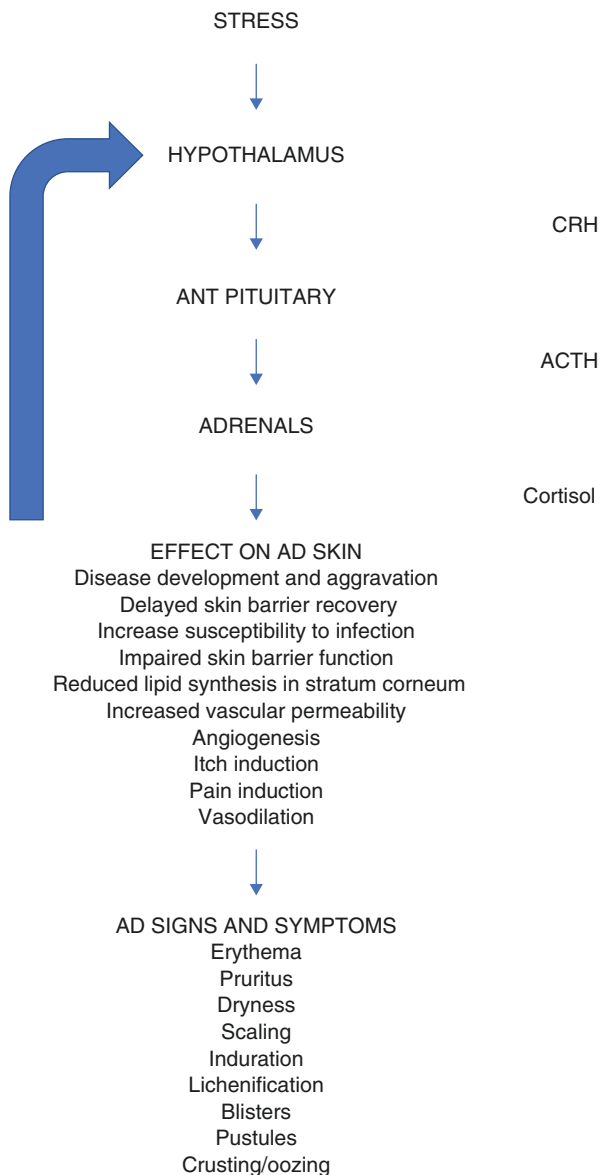 STRESS
HYPOTHALAMUS
CRH
ANT PITUITARY
ACTH
ADRENALS
Cortisol
EFFECT ON AD SKIN
Disease development and aggravation
Delayed skin barrier recovery
Increase susceptibility to infection
Impaired skin barrier function
Reduced lipid synthesis in stratum corneum
Increased vascular permeability
Angiogenesis
Itch induction
Pain induction
Vasodilation
AD SIGNS AND SYMPTOMS
Erythema
Pruritus
Dryness
Scaling
Induration
Lichenification
Blisters
Pustules
Crusting/oozing